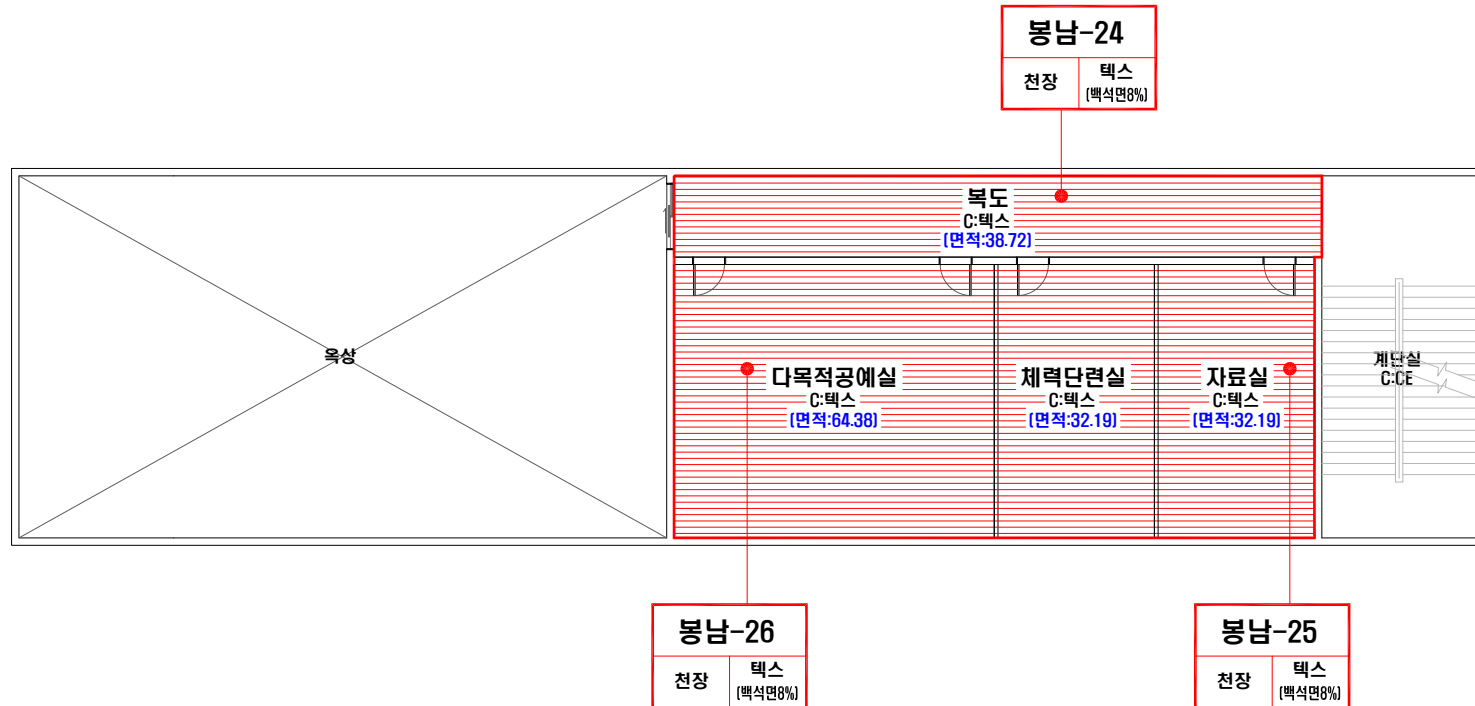 봉남-24
천장
텍스
(백석면8%)
복도
C:텍스
(면적:38.72)
옥상
다목적공예실
C:텍스
(면적:64.38)
체력단련실
C:텍스
(면적:32.19)
자료실
C:텍스
(면적:32.19)
계단실
C:CE
봉남-26
천장
텍스
(백석면8%)
봉남-25
천장
텍스
(백석면8%)